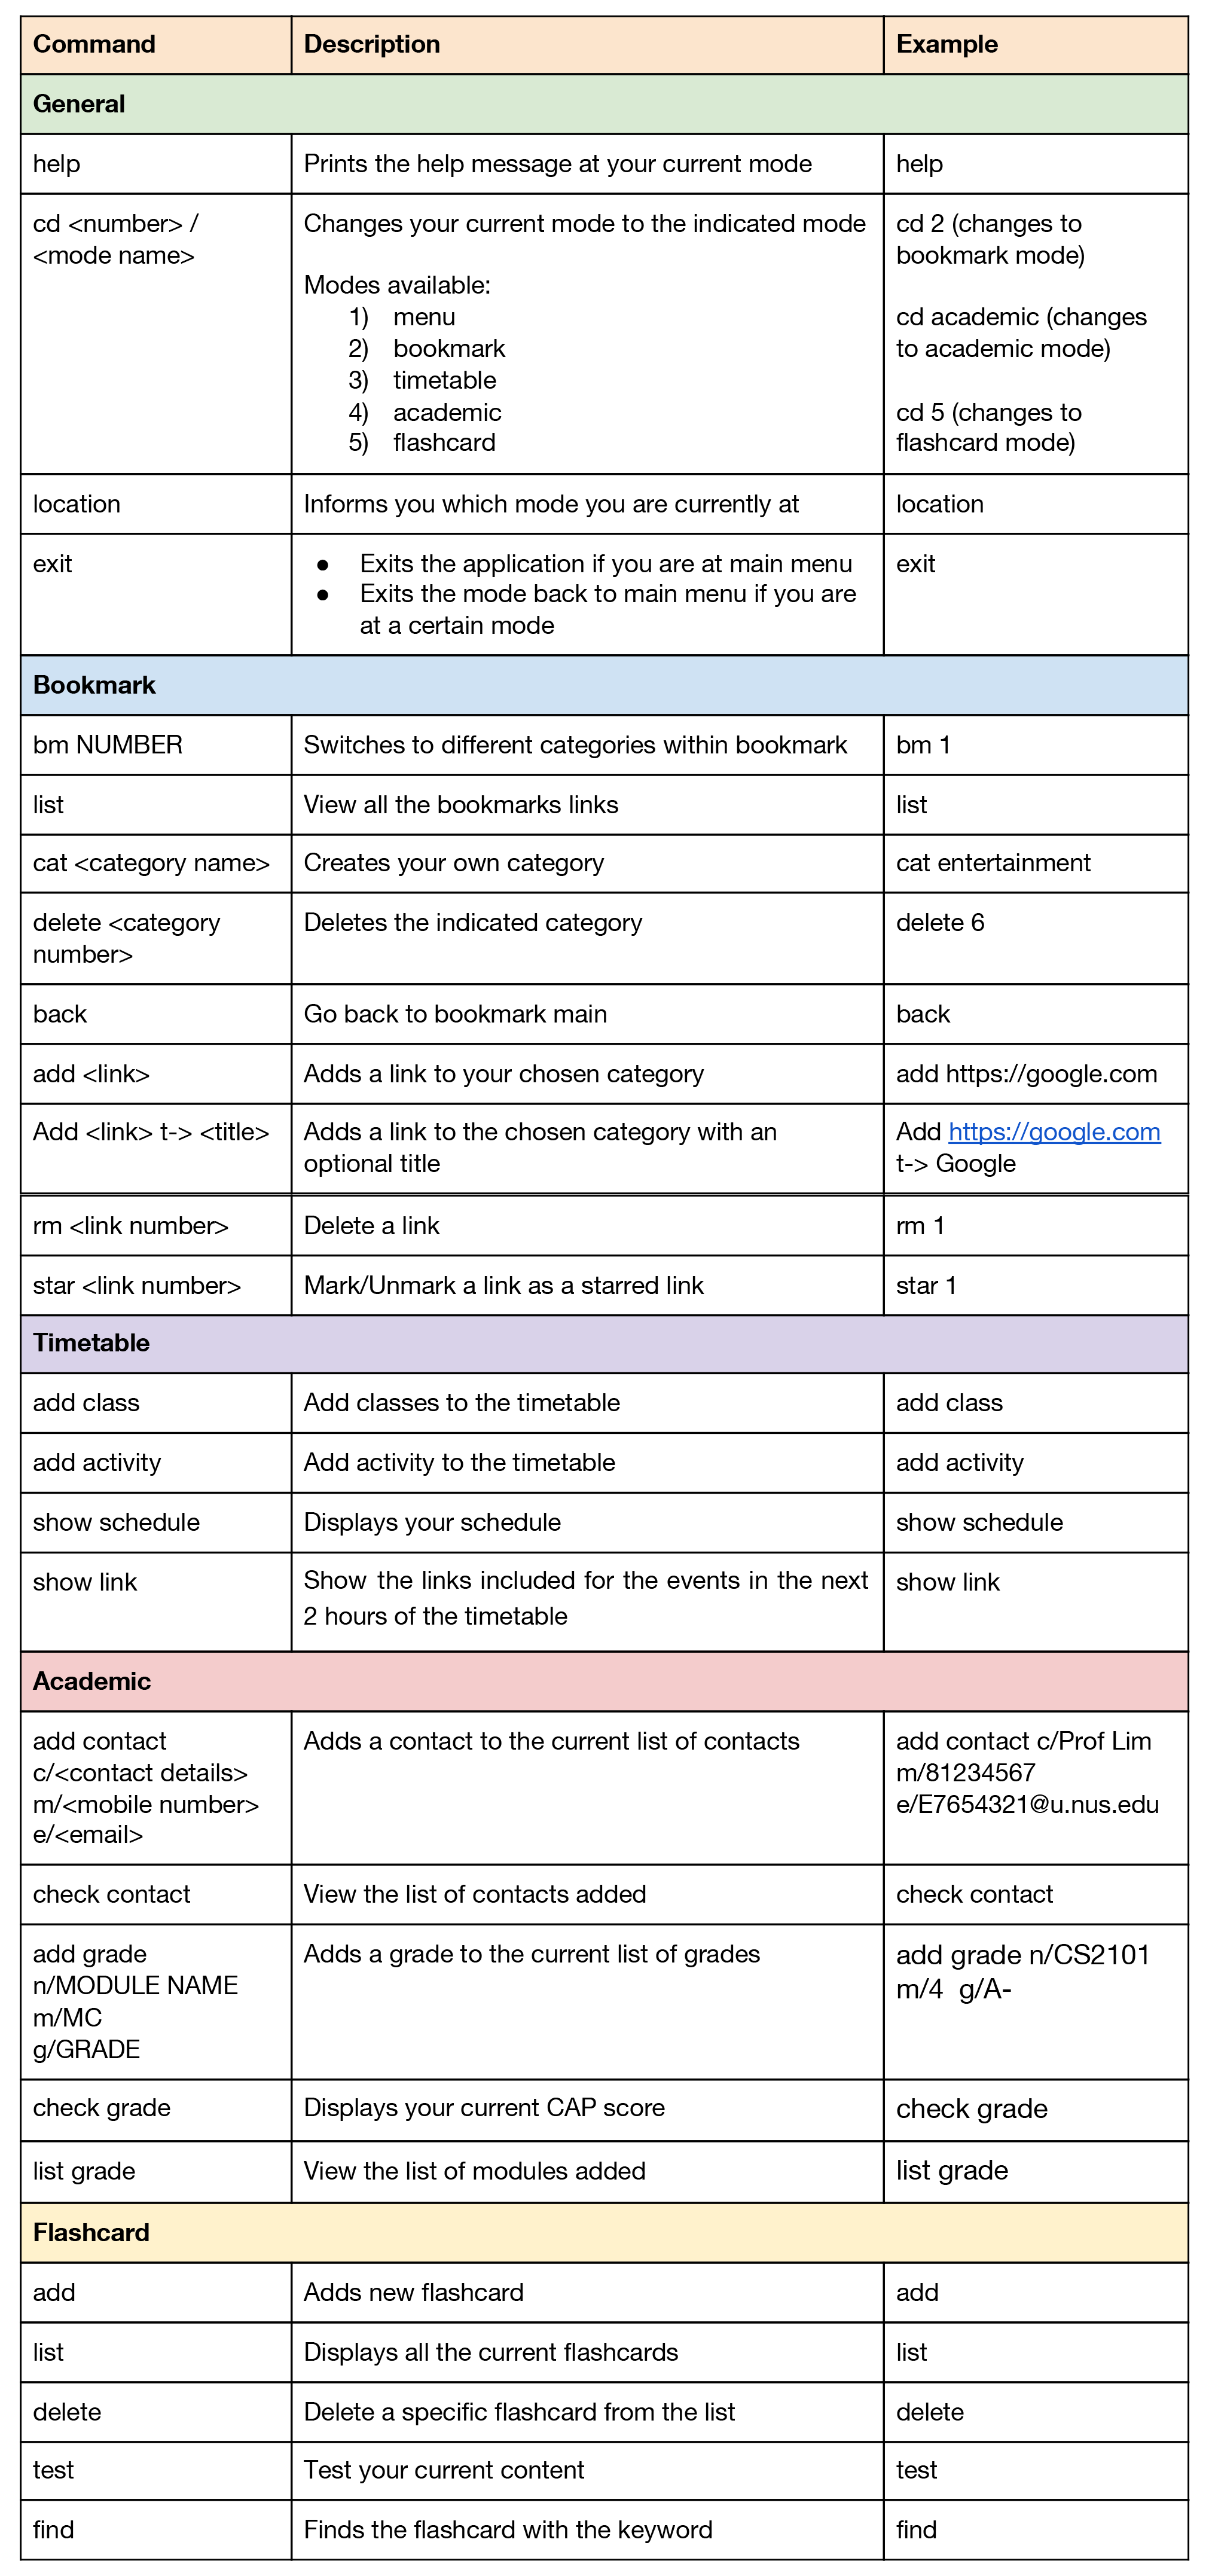 Command Description Example
General
help Prints the help message at your current mode help
cd <number> / Changes your current mode to the indicated mode cd 2 (changes to
<mode name> bookmark mode)
Modes available:
1) menu cd academic (changes
2) bookmark to academic mode)
3) timetable
4) academic cd 5 (changes to
5) flashcard flashcard mode)
location Informs you which mode you are currently at location
exit ● Exits the application if you are at main menu exit
● Exits the mode back to main menu if you are
at a certain mode
Bookmark
bm NUMBER Switches to different categories within bookmark bm 1
list View all the bookmarks links list
cat <category name> Creates your own category cat entertainment
delete <category Deletes the indicated category delete 6
number>
back Go back to bookmark main back
add <link> Adds a link to your chosen category add https://google.com
Add <link> t-> <title> Adds a link to the chosen category with an Add https://google.com
optional title t-> Google
rm <link number> Delete a link rm 1
star <link number> Mark/Unmark a link as a starred link star 1
Timetable
add class Add classes to the timetable add class
add activity Add activity to the timetable add activity
show schedule Displays your schedule show schedule
show link Show the links included for the events in the next show link
2 hours of the timetable
Academic
add contact Adds a contact to the current list of contacts add contact c/Prof Lim
c/<contact details> m/81234567
m/<mobile number> e/E7654321@u.nus.edu
e/<email>
check contact View the list of contacts added check contact
add grade Adds a grade to the current list of grades add grade n/CS2101
n/MODULE NAME m/4 g/A-
m/MC
g/GRADE
check grade Displays your current CAP score check grade
list grade View the list of modules added list grade
Flashcard
add Adds new flashcard add
list Displays all the current flashcards list
delete Delete a specific flashcard from the list delete
test Test your current content test
find Finds the flashcard with the keyword find